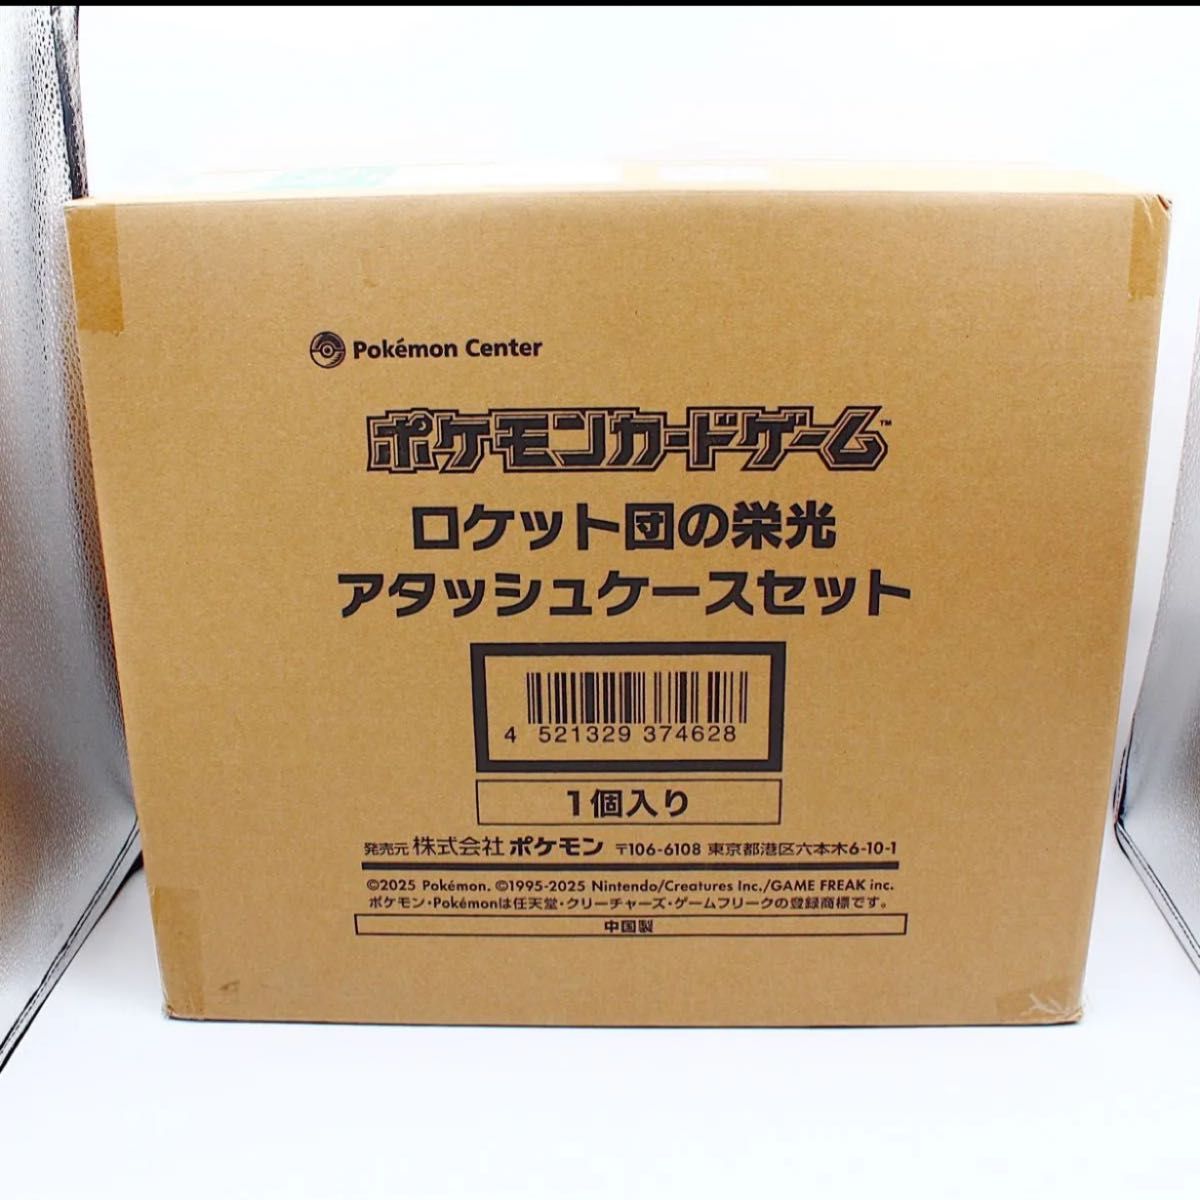 Pokémon Center
ポケモンカードゲーム™
ロケット団の栄光
アタッシュケースセット
4 521329 374628
1個入り
発売元 株式会社 ポケモン 〒106-6108 東京都港区六本木6-10-1
©2025 Pokémon. ©1995-2025 Nintendo/Creatures Inc./GAME FREAK inc.
ポケモン・Pokémonは任天堂・クリーチャーズ・ゲームフリークの登録商標です。
中国製